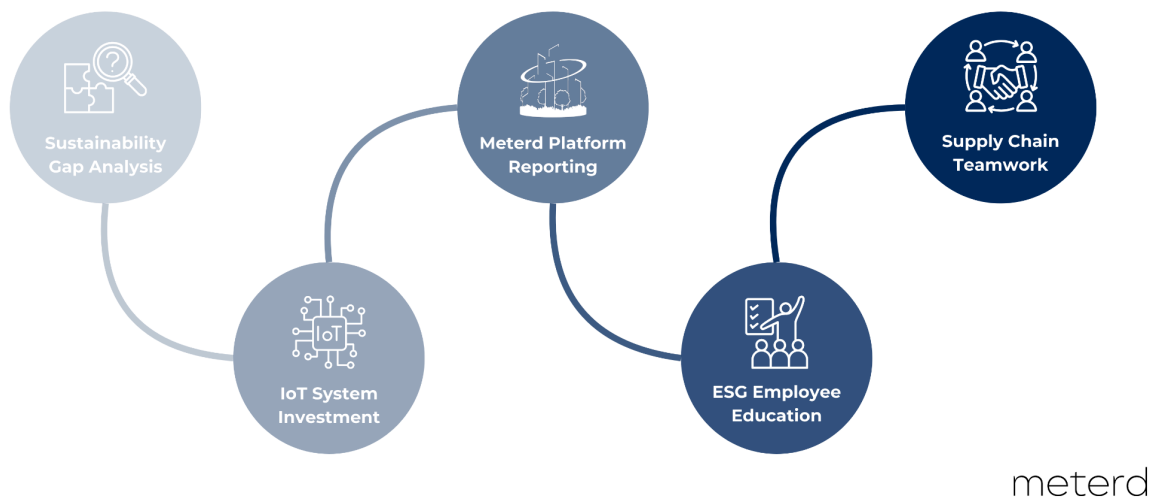 Sustainability
Gap Analysis
IoT
IoT System
Investment
Meterd Platform
Reporting
ESG Employee
Education
Supply Chain
Teamwork
?
meterd